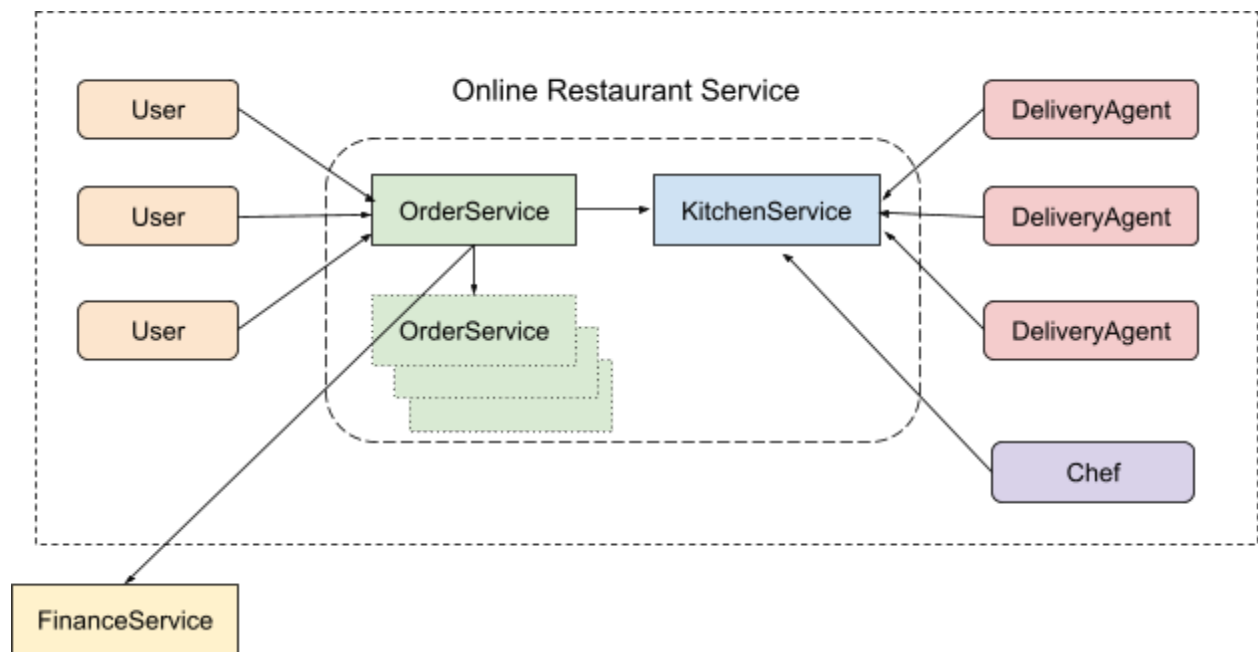 Online Restaurant Service
User
User
User
OrderService
KitchenService
OrderService
DeliveryAgent
DeliveryAgent
DeliveryAgent
Chef
FinanceService